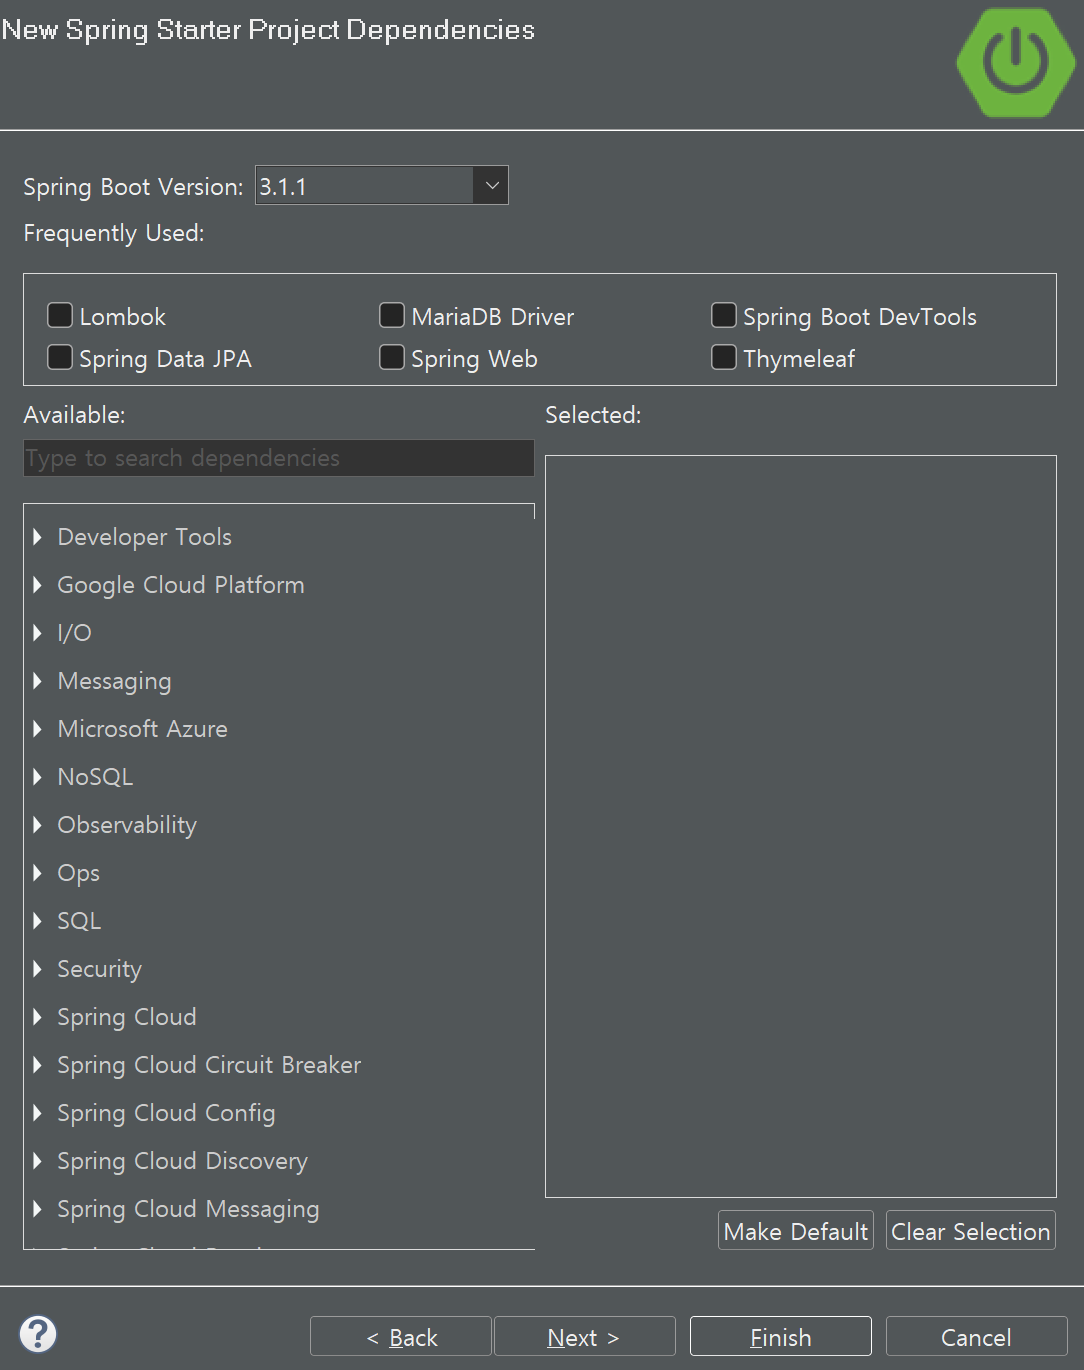 New Spring Starter Project Dependencies
Spring Boot Version: 3.1.1
Frequently Used:
Lombok MariaDB Driver Spring Boot DevTools
Spring Data JPA Spring Web Thymeleaf
Available: Selected:
Type to search dependencies
Developer Tools
Google Cloud Platform
I/O
Messaging
Microsoft Azure
NoSQL
Observability
Ops
SQL
Security
Spring Cloud
Spring Cloud Circuit Breaker
Spring Cloud Config
Spring Cloud Discovery
Spring Cloud Messaging
Make Default Clear Selection
? < Back Next > Finish Cancel